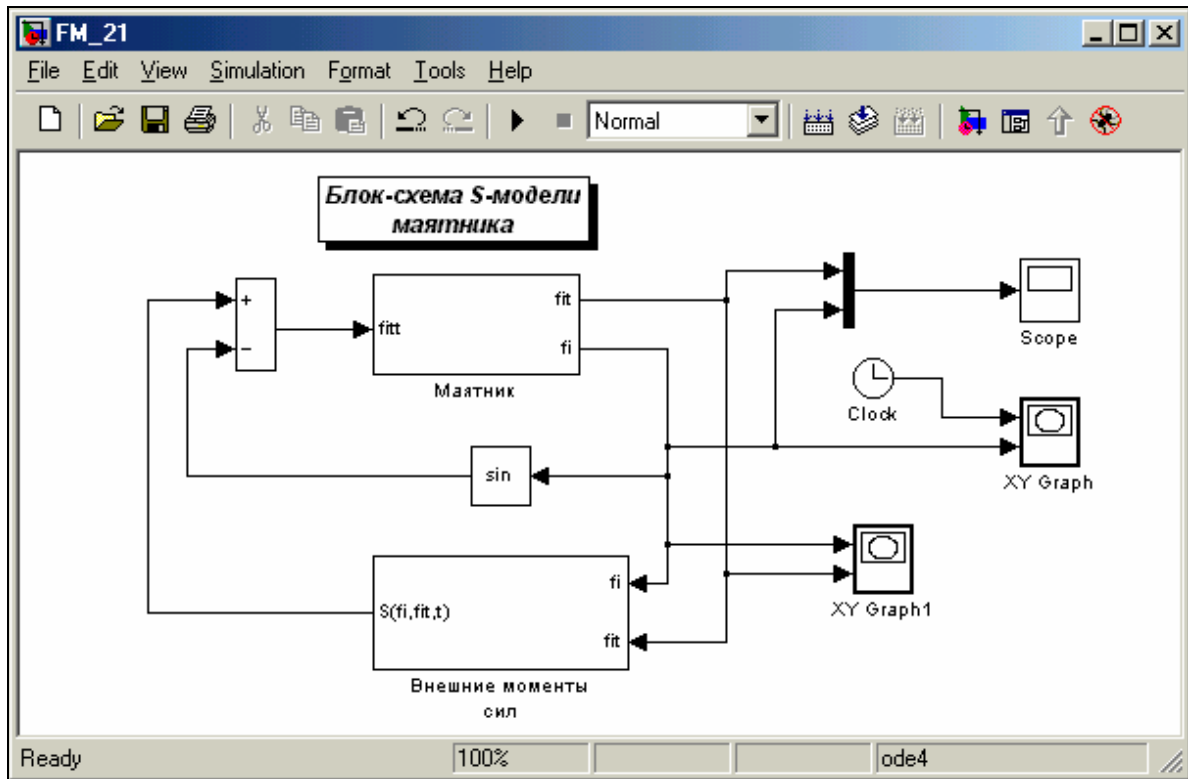 FM_21
File Edit View Simulation Format Tools Help
Normal
Блок-схема S-модели
маятника
+
−
fitt
fit
fi
Маятник
Scope
Clock
XY Graph
sin
fi
S(fi,fit,t)
fit
XY Graph1
Внешние моменты
сил
Ready 100% ode4